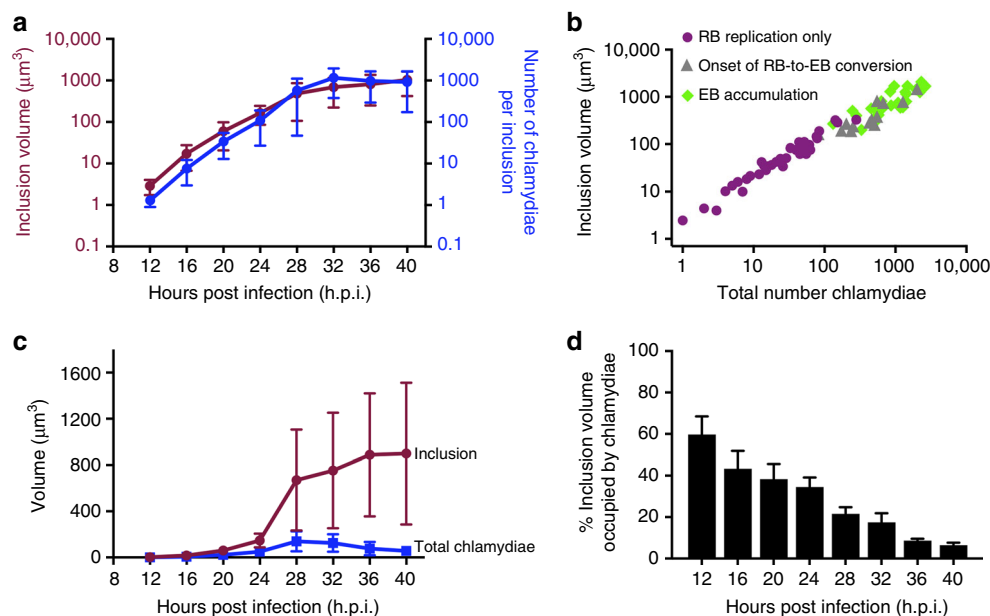 a
Inclusion volume (μm³)
10,000
1000
100
10
1
0.1
10,000
1000
100
10
1
0.1
Number of chlamydiae
per inclusion
8 12 16 20 24 28 32 36 40
Hours post infection (h.p.i.)
b
Inclusion volume (μm³)
10,000
1000
100
10
1
RB replication only
Onset of RB-to-EB conversion
EB accumulation
1 10 100 1000 10,000
Total number chlamydiae
c
Volume (μm³)
1600
1200
800
400
0
Inclusion
Total chlamydiae
8 12 16 20 24 28 32 36 40
Hours post infection (h.p.i.)
d
% Inclusion volume
occupied by chlamydiae
100
80
60
40
20
0
12 16 20 24 28 32 36 40
Hours post infection (h.p.i.)